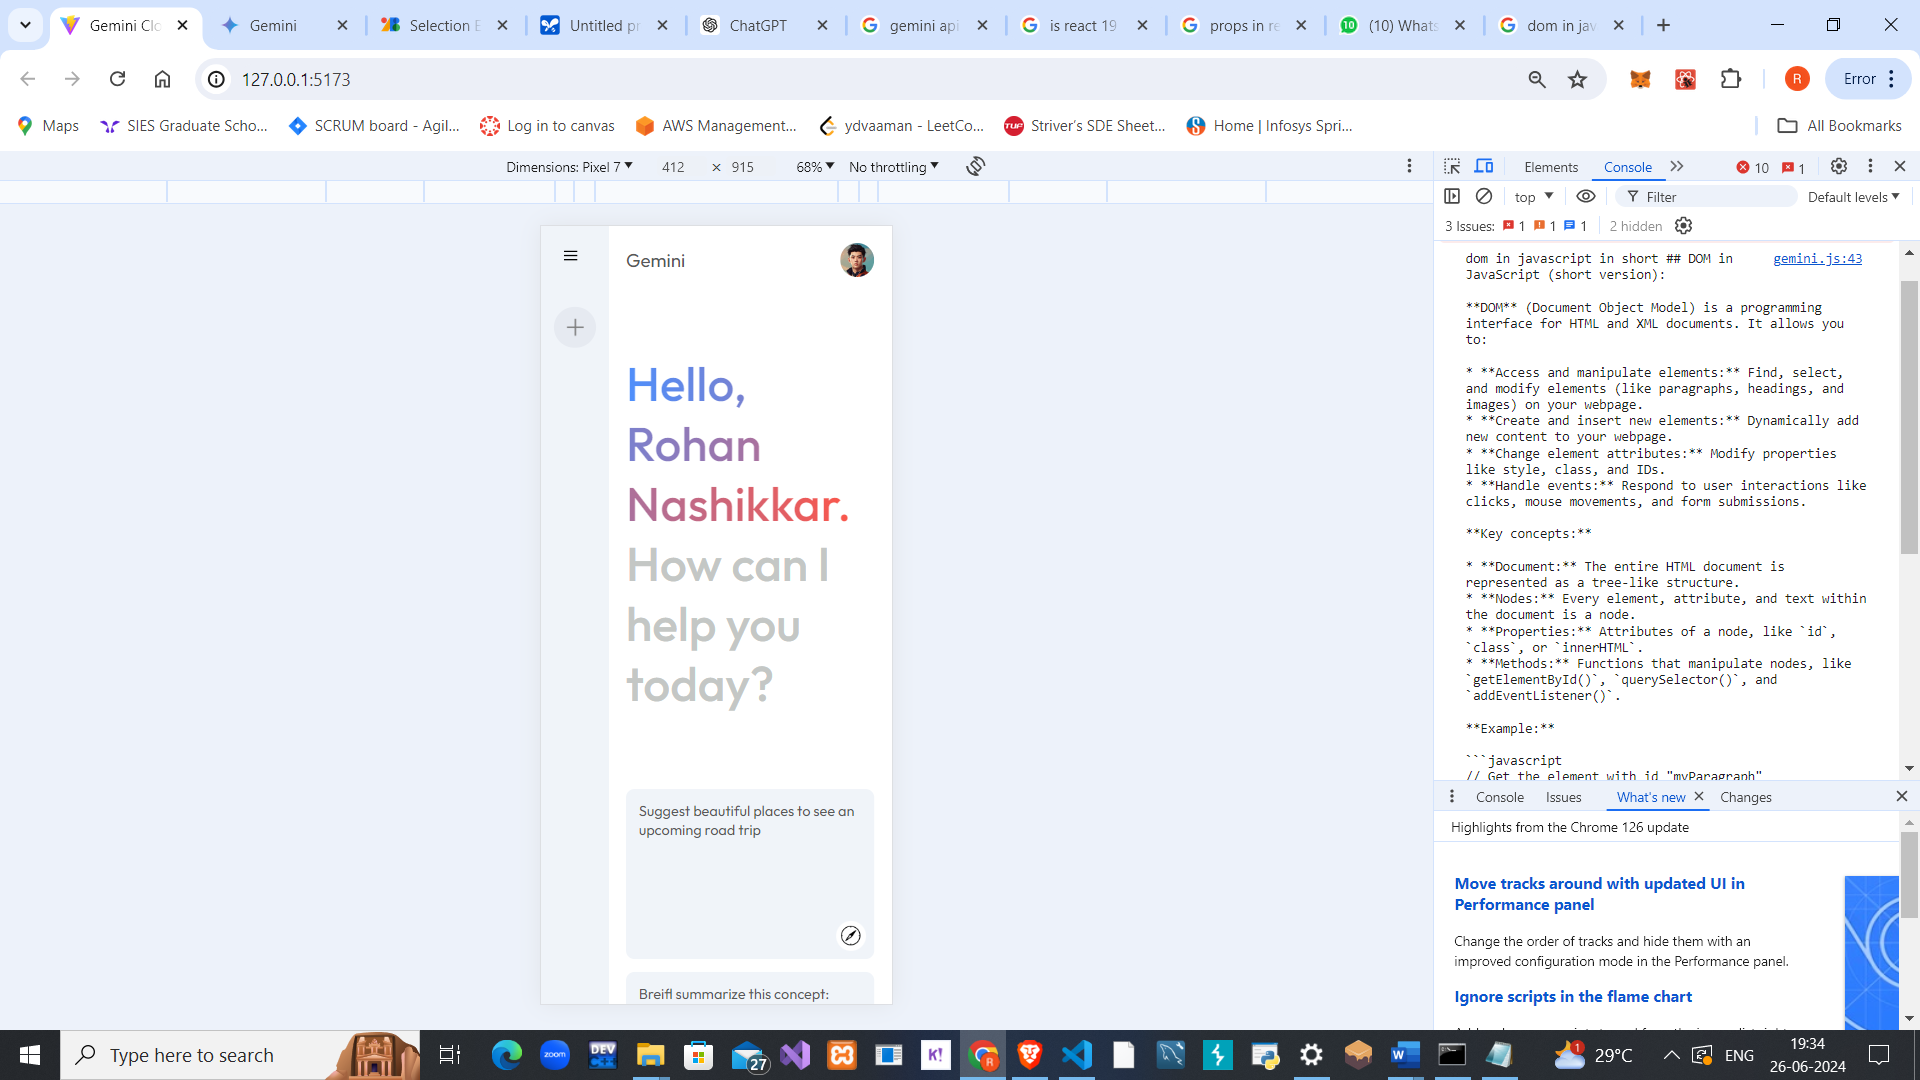 Gemini Clo
Gemini
Selection E
Untitled pr
ChatGPT
gemini api
is react 19
props in re
(10) Whats
dom in jav
127.0.0.1:5173
R
Error
Maps
SIES Graduate Scho...
SCRUM board - Agil...
Log in to canvas
AWS Management...
ydvaaman - LeetCo...
Striver's SDE Sheet...
Home | Infosys Spri...
All Bookmarks
Dimensions: Pixel 7
412 × 915
68%
No throttling
Elements
Console
10
1
top
Filter
Default levels
3 Issues: 1 1 1
2 hidden
Gemini
Hello,
Rohan
Nashikkar.
How can I
help you
today?
Suggest beautiful places to see an
upcoming road trip
Breifl summarize this concept:
dom in javascript in short ## DOM in gemini.js:43
JavaScript (short version):
**DOM** (Document Object Model) is a programming
interface for HTML and XML documents. It allows you
to:
* **Access and manipulate elements:** Find, select,
and modify elements (like paragraphs, headings, and
images) on your webpage.
* **Create and insert new elements:** Dynamically add
new content to your webpage.
* **Change element attributes:** Modify properties
like style, class, and IDs.
* **Handle events:** Respond to user interactions like
clicks, mouse movements, and form submissions.
**Key concepts:**
* **Document:** The entire HTML document is
represented as a tree-like structure.
* **Nodes:** Every element, attribute, and text within
the document is a node.
* **Properties:** Attributes of a node, like `id`,
`class`, or `innerHTML`.
* **Methods:** Functions that manipulate nodes, like
`getElementById()`, `querySelector()`, and
`addEventListener()`.
**Example:**
```javascript
// Get the element with id "myParagraph"
Console
Issues
What's new
Changes
Highlights from the Chrome 126 update
Move tracks around with updated UI in
Performance panel
Change the order of tracks and hide them with an
improved configuration mode in the Performance panel.
Ignore scripts in the flame chart
Type here to search
zoom
DEV
C++
27
K!
R
W
1
29°C
ENG
19:34
26-06-2024